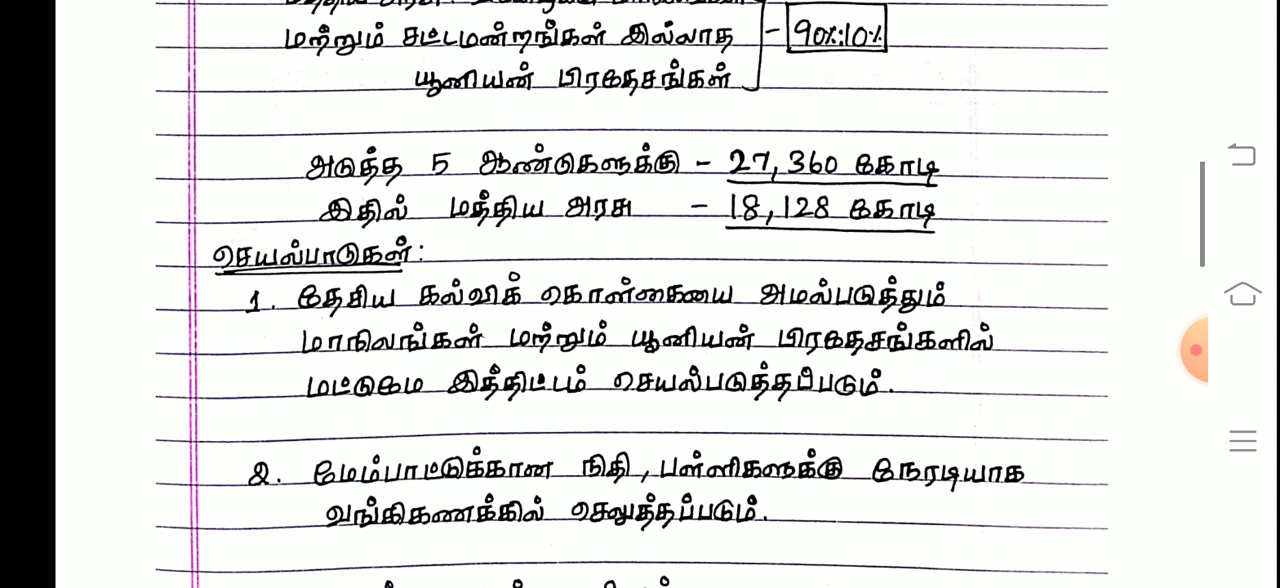 மற்றும் சட்டமன்றங்கள் இல்லாத - 90%:10%
யூனியன் பிரதேசங்கள்
அடுத்த 5 ஆண்டுகளுக்கு - 27,360 கோடி
இதில் மத்திய அரசு - 18,128 கோடி
செயல்பாடுகள்:
1. தேசிய கல்விக் கொள்கையை அமல்படுத்தும்
மாநிலங்கள் மற்றும் யூனியன் பிரதேசங்களில்
மட்டுமே இத்திட்டம் செயல்படுத்தப்படும்.
2. மேம்பாட்டுக்கான நிதி, பள்ளிகளுக்கு நேரடியாக
வங்கிகணக்கில் செலுத்தப்படும்.